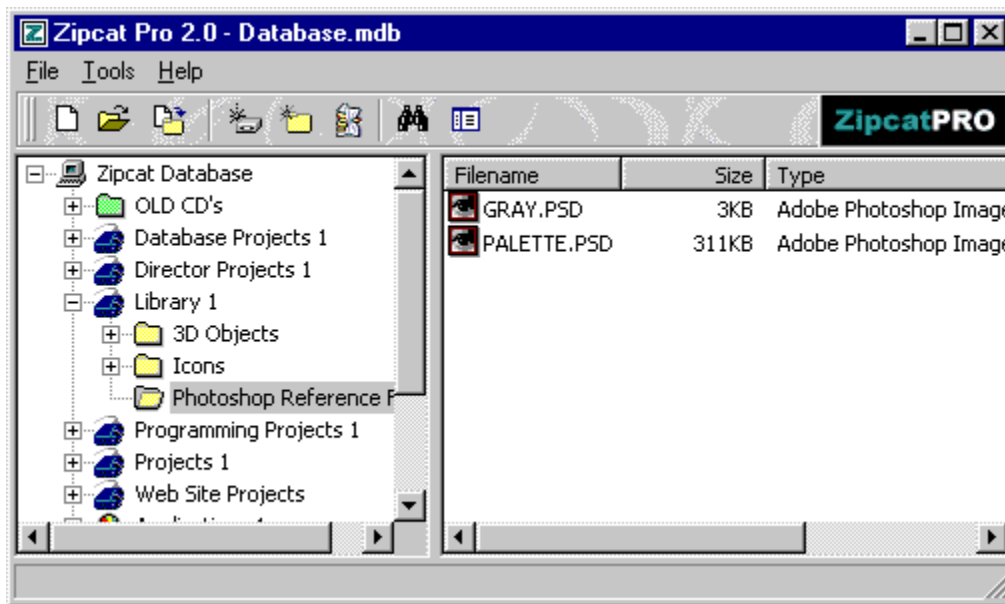 Zipcat Pro 2.0 - Database.mdb
File Tools Help
ZipcatPRO
Zipcat Database
OLD CD's
Database Projects 1
Director Projects 1
Library 1
3D Objects
Icons
Photoshop Reference F
Programming Projects 1
Projects 1
Web Site Projects
Filename Size Type
GRAY.PSD 3KB Adobe Photoshop Image
PALETTE.PSD 311KB Adobe Photoshop Image